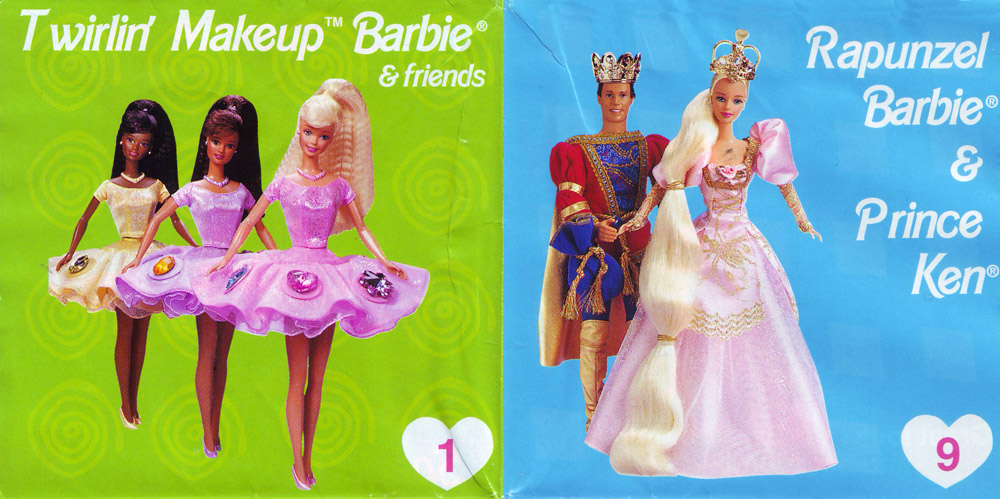 Twirlin' Makeup™ Barbie®
& friends
1
Rapunzel
Barbie®
&
Prince
Ken®
9